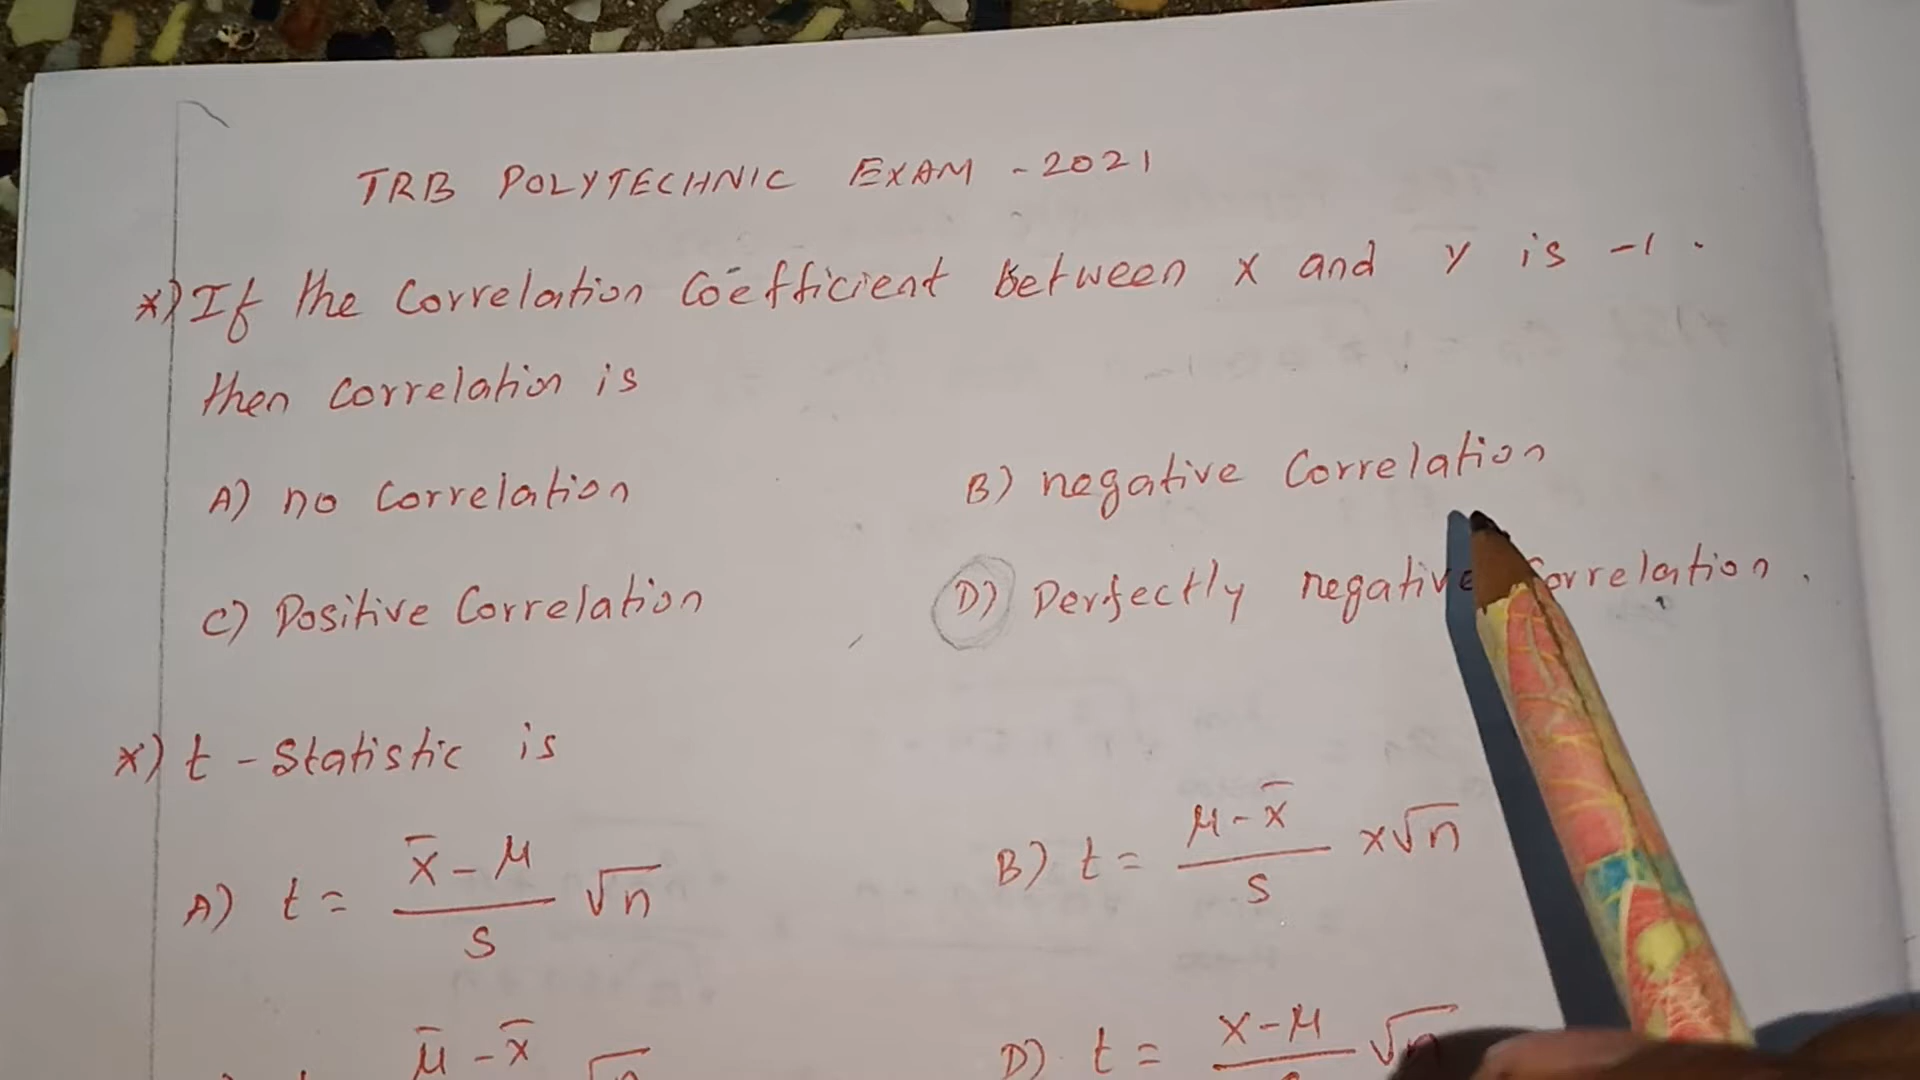 TRB POLYTECHNIC EXAM - 2021
*) If the Correlation Coefficient between x and y is -1.
then Correlation is
A) no Correlation
B) negative Correlation
C) Positive Correlation
D) Perfectly negative Correlation.
x) t - Statistic is
A) t = x̄ - μ / s √n
B) t = μ - x̄ / s x √n
μ̄ - x̄ √n
D) t = x - μ √n